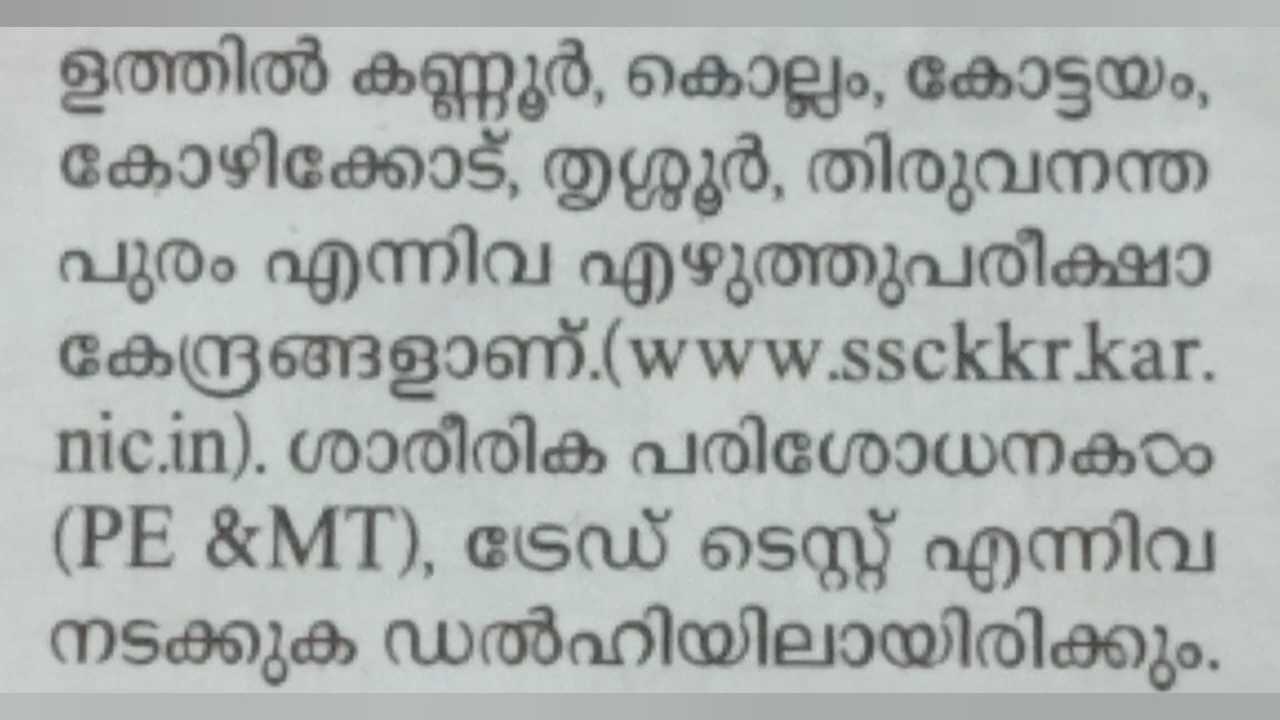 ളത്തിൽ കണ്ണൂർ, കൊല്ലം, കോട്ടയം,
കോഴിക്കോട്, തൃശ്ശൂർ, തിരുവനന്ത
പുരം എന്നിവ എഴുത്തുപരീക്ഷാ
കേന്ദ്രങ്ങളാണ്.(www.ssckkr.kar.
nic.in). ശാരീരിക പരിശോധനകൾ
(PE &MT), ട്രേഡ് ടെസ്റ്റ് എന്നിവ
നടക്കുക ഡൽഹിയിലായിരിക്കും.